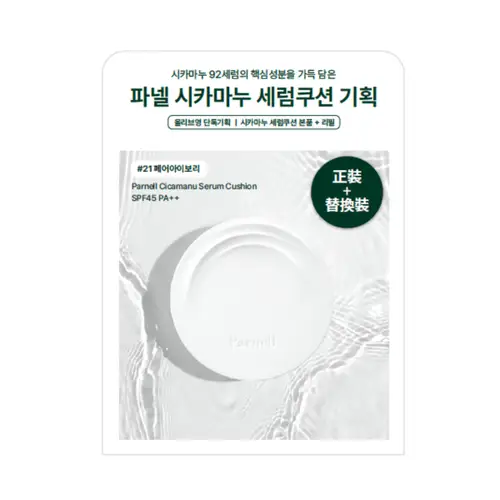 시카마누 92세럼의 핵심성분을 가득 담은
파넬 시카마누 세럼쿠션 기획
올리브영 단독기획 | 시카마누 세럼쿠션 본품 + 리필
#21 페어아이보리
Parnell Cicamanu Serum Cushion
SPF45 PA++
正裝
+
替換裝
Parnell